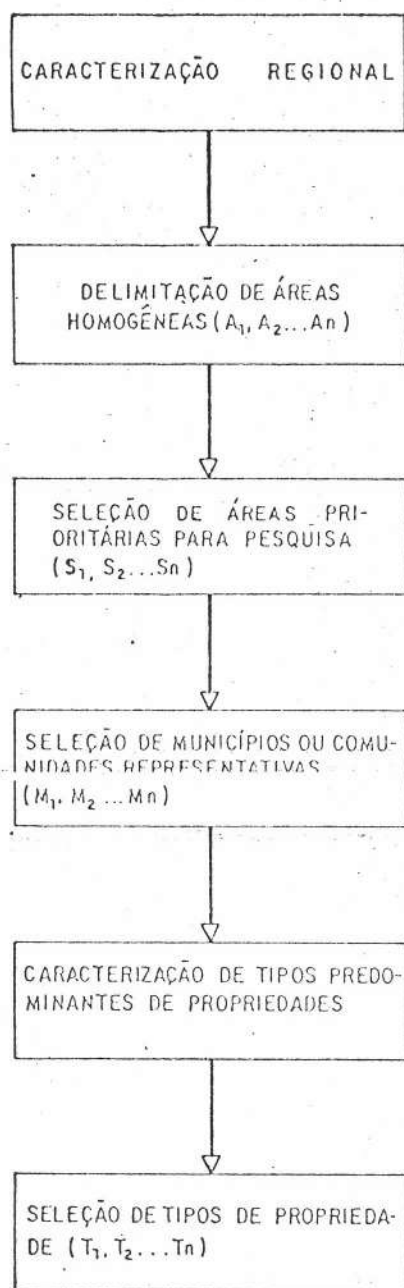 CARACTERIZAÇÃO REGIONAL
DELIMITAÇÃO DE ÁREAS
HOMOGÊNEAS (A₁, A₂...An)
SELEÇÃO DE ÁREAS PRI-
ORITÁRIAS PARA PESQUISA
(S₁, S₂...Sn)
SELEÇÃO DE MUNICÍPIOS OU COMU-
NIDADES REPRESENTATIVAS
(M₁, M₂ ... Mn)
CARACTERIZAÇÃO DE TIPOS PREDO-
MINANTES DE PROPRIEDADES
SELEÇÃO DE TIPOS DE PROPRIEDA-
DE (T₁, T₂...Tn)